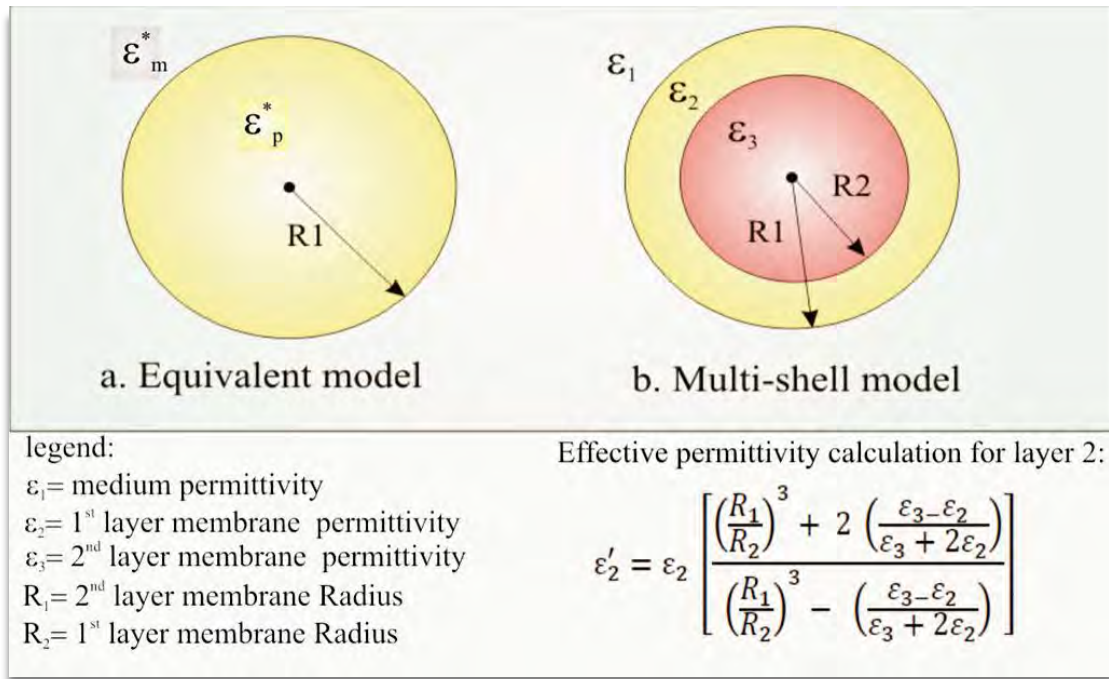 ε*m
ε*p
R1
a. Equivalent model
ε1
ε2
ε3
R2
R1
b. Multi-shell model
legend:
ε1= medium permittivity
ε2= 1st layer membrane permittivity
ε3= 2nd layer membrane permittivity
R1= 2nd layer membrane Radius
R2= 1st layer membrane Radius
Effective permittivity calculation for layer 2:
ε′2 = ε2 [ ( (R1/R2)^3 + 2 ( (ε3−ε2) / (ε3 + 2ε2) ) ) / ( (R1/R2)^3 − ( (ε3−ε2) / (ε3 + 2ε2) ) ) ]